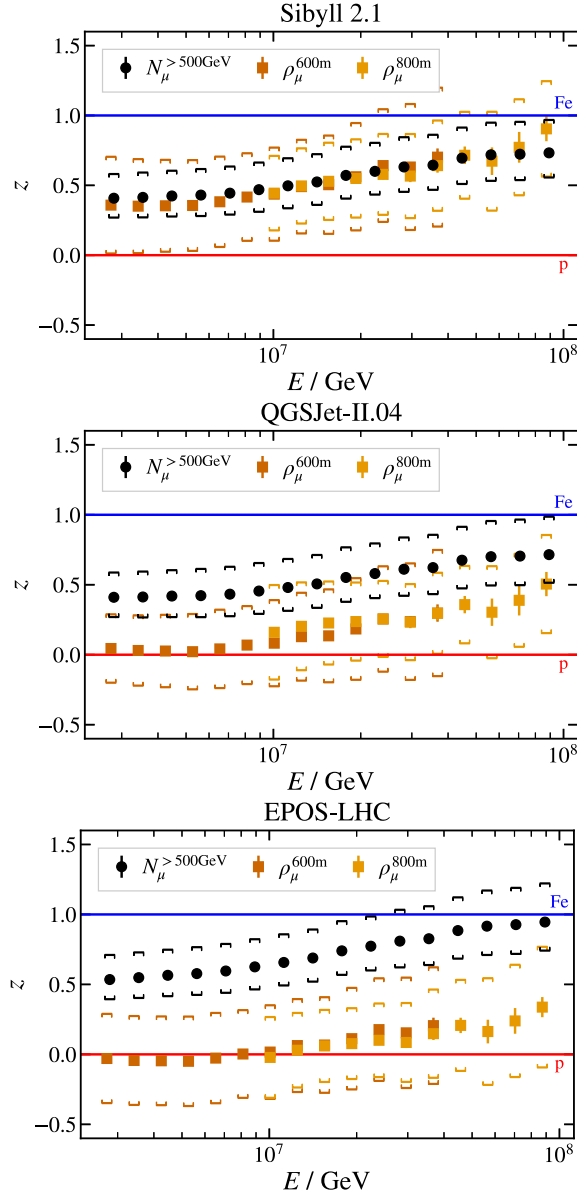 Sibyll 2.1
1.5
N_μ^{>500GeV} ρ_μ^{600m} ρ_μ^{800m}
Fe
1.0
z
0.5
0.0
p
−0.5
10^7 10^8
E / GeV
QGSJet-II.04
1.5
N_μ^{>500GeV} ρ_μ^{600m} ρ_μ^{800m}
Fe
1.0
z
0.5
0.0
p
−0.5
10^7 10^8
E / GeV
EPOS-LHC
1.5
N_μ^{>500GeV} ρ_μ^{600m} ρ_μ^{800m}
Fe
1.0
z
0.5
0.0
p
−0.5
10^7 10^8
E / GeV